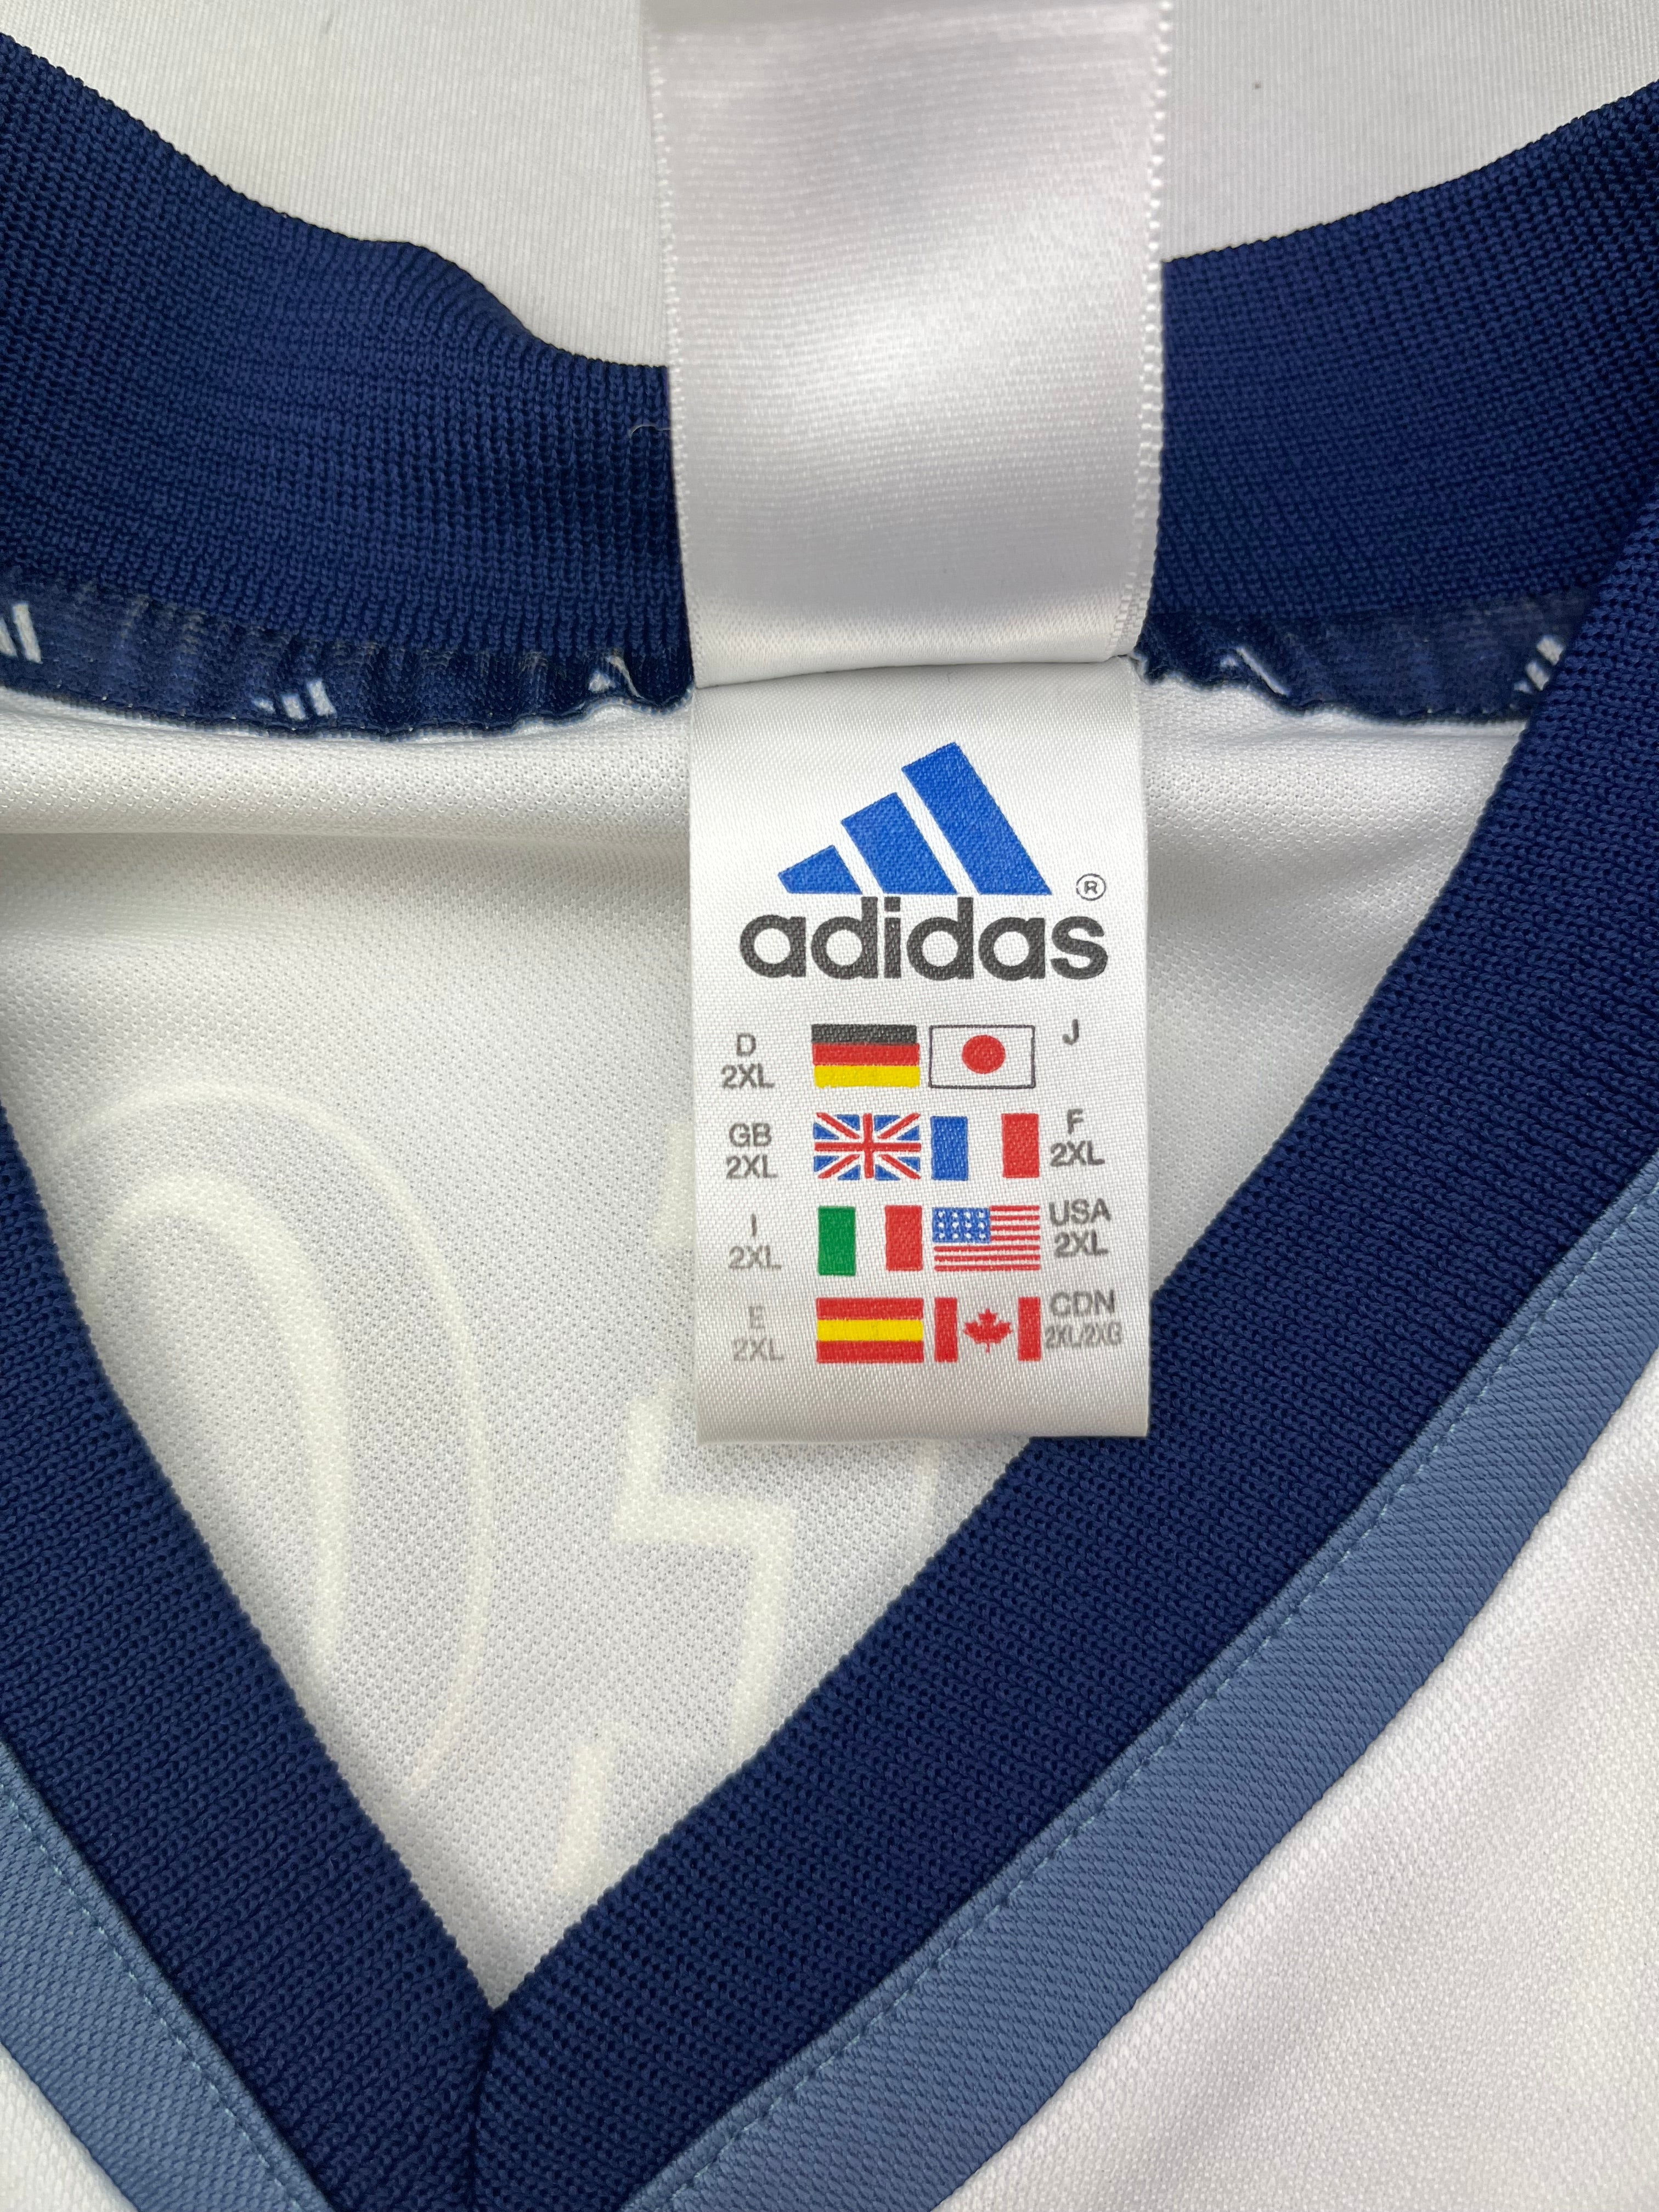 adidas®
D J
2XL
GB F
2XL 2XL
I USA
2XL 2XL
E CDN
2XL 2XL/2XG